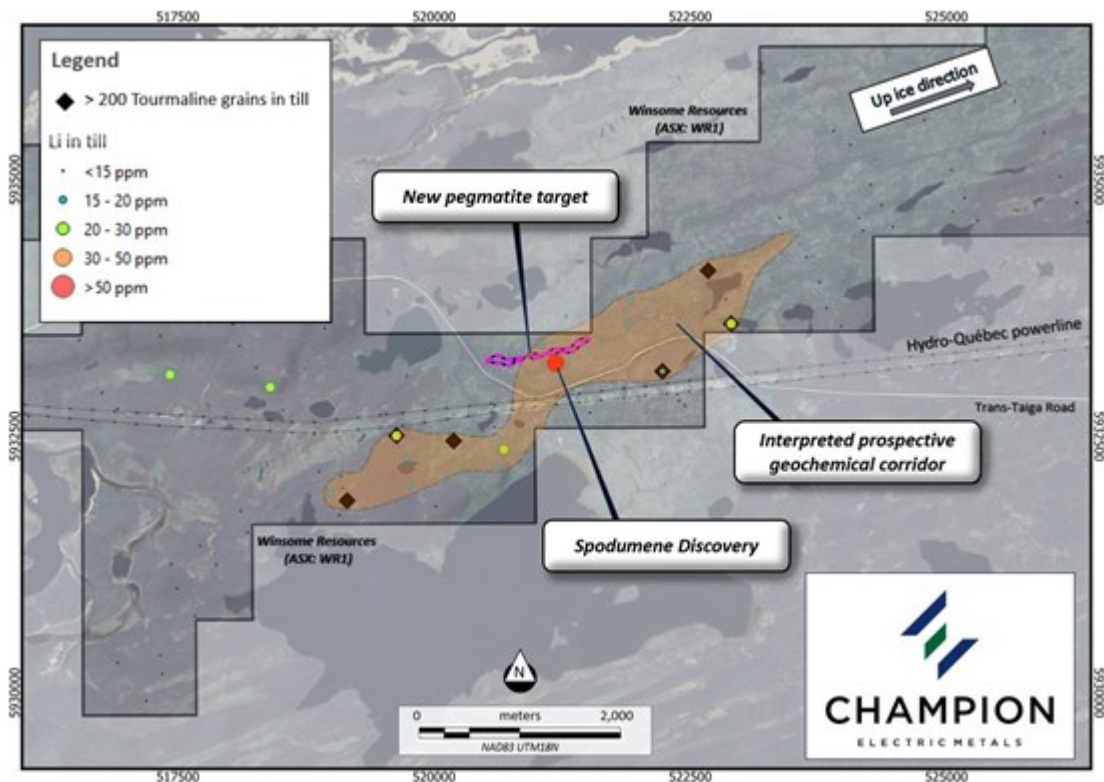 517500
520000
522500
525000
Legend
> 200 Tourmaline grains in till
Li in till
<15 ppm
15 - 20 ppm
20 - 30 ppm
30 - 50 ppm
>50 ppm
Winsome Resources
(ASX: WR1)
Up ice direction
5935000
5935000
New pegmatite target
Hydro-Québec powerline
Trans-Taiga Road
5932500
5932500
Interpreted prospective
geochemical corridor
Spodumene Discovery
Winsome Resources
(ASX: WR1)
5930000
5930000
N
0 meters 2,000
NAD83 UTM18N
CHAMPION
ELECTRIC METALS
517500
520000
522500
525000